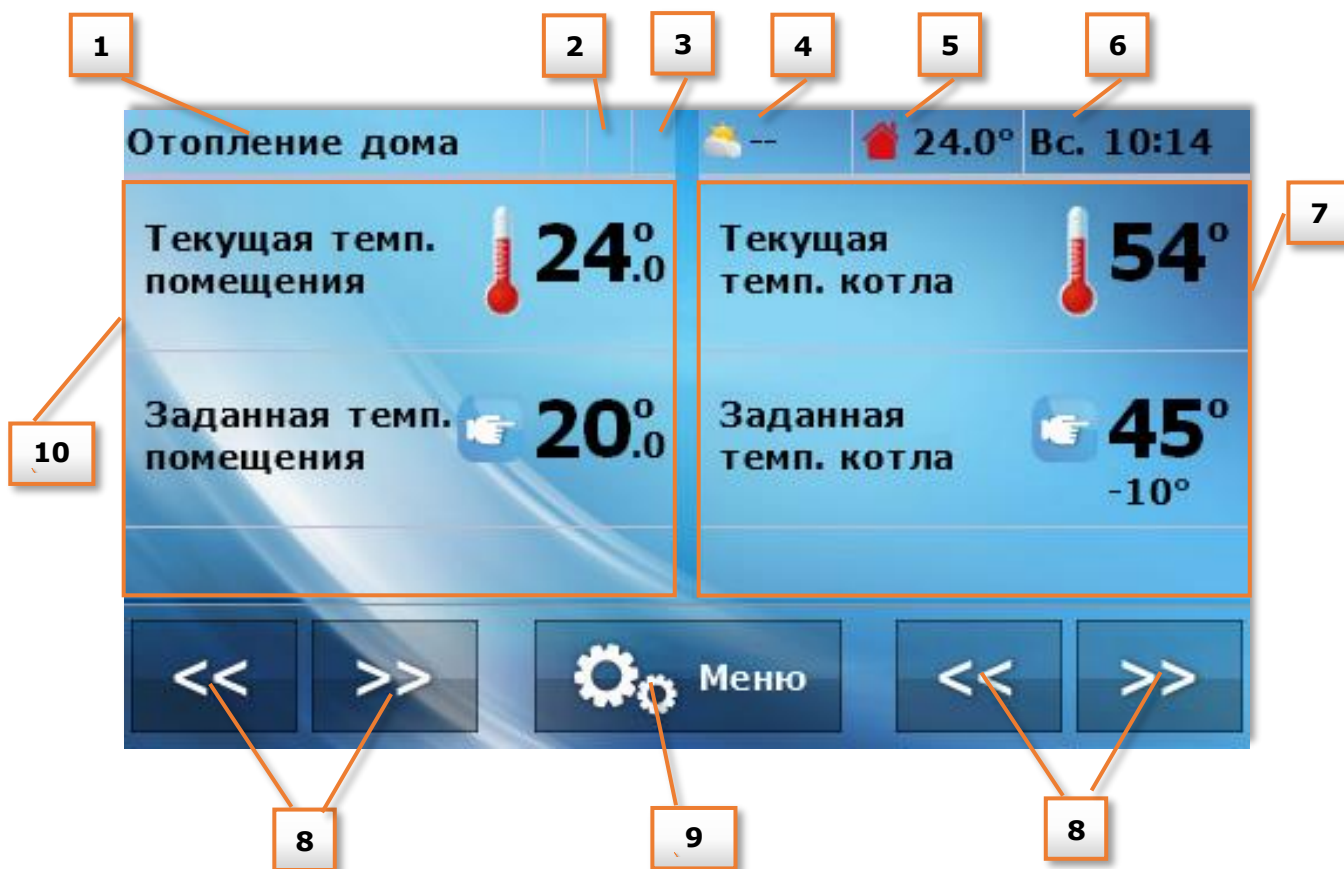 1
2
3
4
5
6
Отопление дома
--
24.0°
Вс. 10:14
7
Текущая темп.
помещения
24.0°
Текущая
темп. котла
54°
10
Заданная темп.
помещения
20.0°
Заданная
темп. котла
45°
-10°
<<
>>
Меню
<<
>>
8
9
8